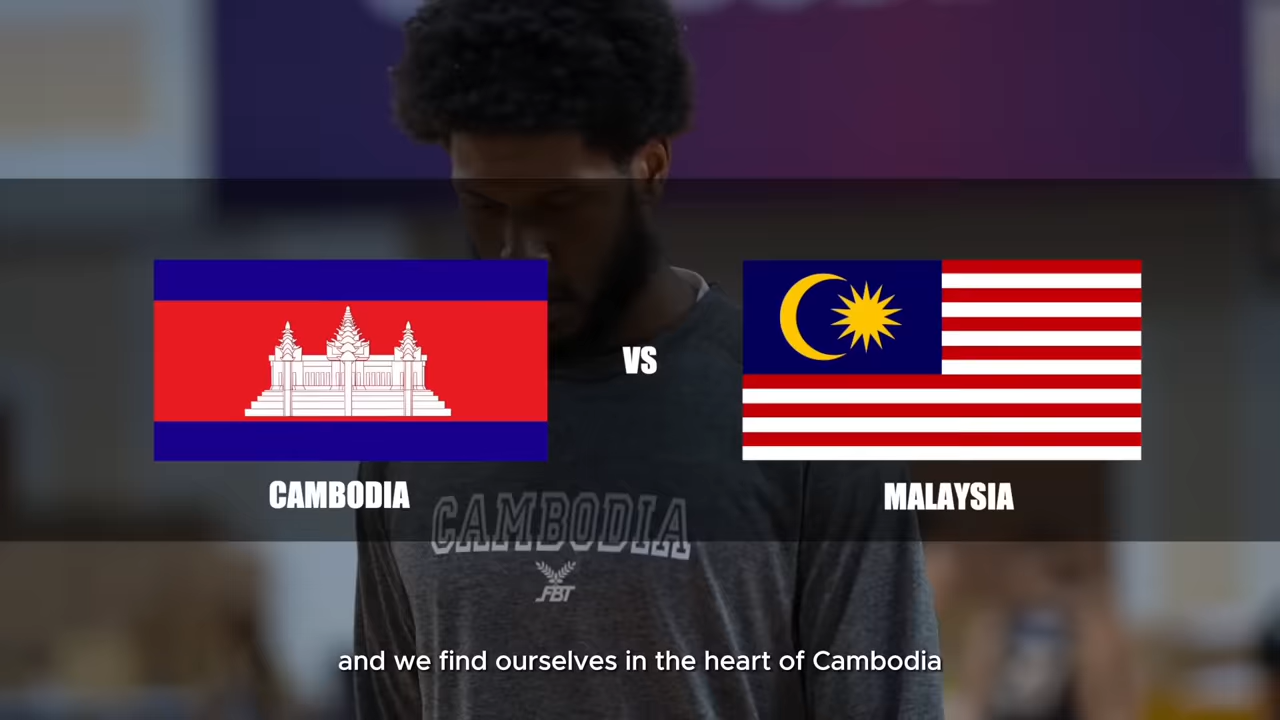 VS
CAMBODIA
MALAYSIA
CAMBODIA
FBT
and we find ourselves in the heart of Cambodia